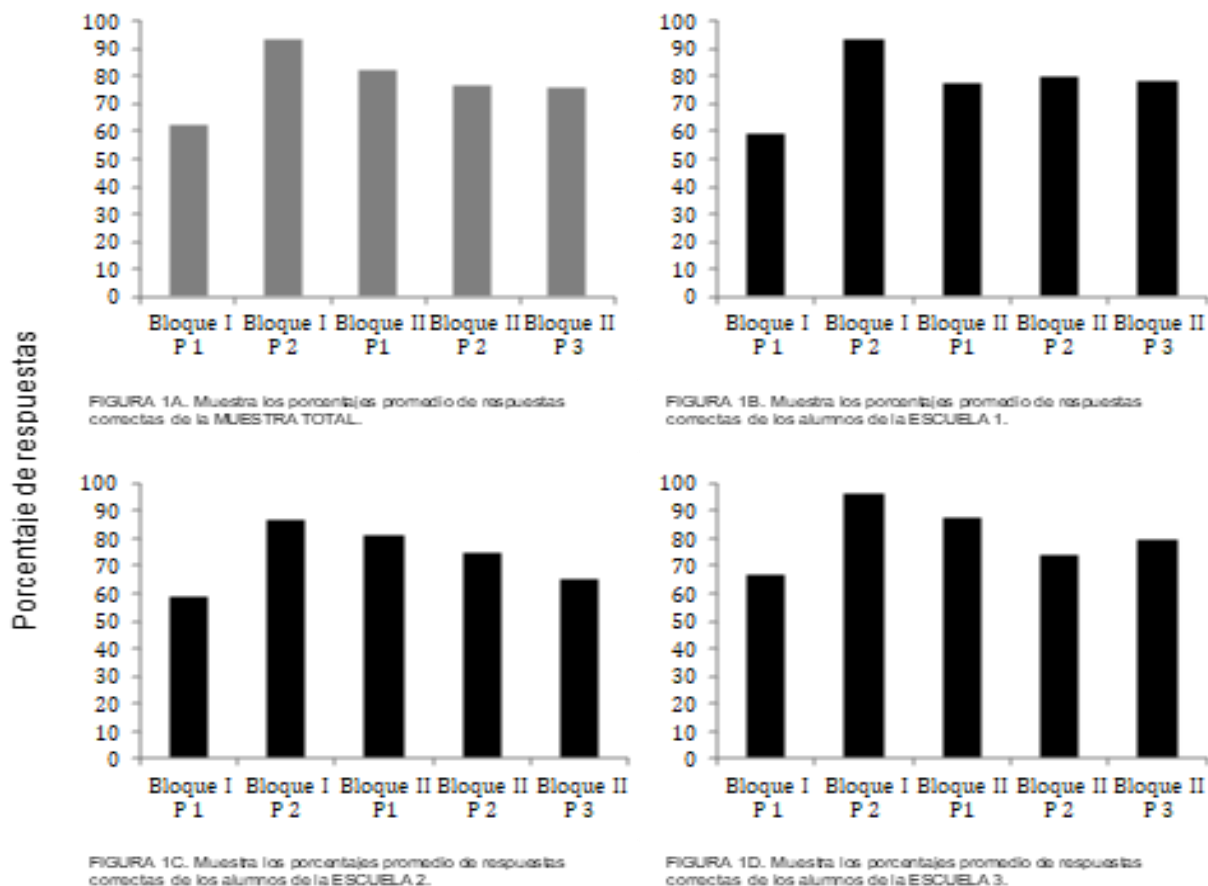 Porcentaje de respuestas
100
90
80
70
60
50
40
30
20
10
0
Bloque I Bloque I Bloque II Bloque II Bloque II
P 1 P 2 P1 P 2 P 3
FIGURA 1A. Muestra los porcentajes promedio de respuestas
correctas de la MUESTRA TOTAL.
100
90
80
70
60
50
40
30
20
10
0
Bloque I Bloque I Bloque II Bloque II Bloque II
P 1 P 2 P1 P 2 P 3
FIGURA 1B. Muestra los porcentajes promedio de respuestas
correctas de los alumnos de la ESCUELA 1.
100
90
80
70
60
50
40
30
20
10
0
Bloque I Bloque I Bloque II Bloque II Bloque II
P 1 P 2 P1 P 2 P 3
FIGURA 1C. Muestra los porcentajes promedio de respuestas
correctas de los alumnos de la ESCUELA 2.
100
90
80
70
60
50
40
30
20
10
0
Bloque I Bloque I Bloque II Bloque II Bloque II
P 1 P 2 P1 P 2 P 3
FIGURA 1D. Muestra los porcentajes promedio de respuestas
correctas de los alumnos de la ESCUELA 3.